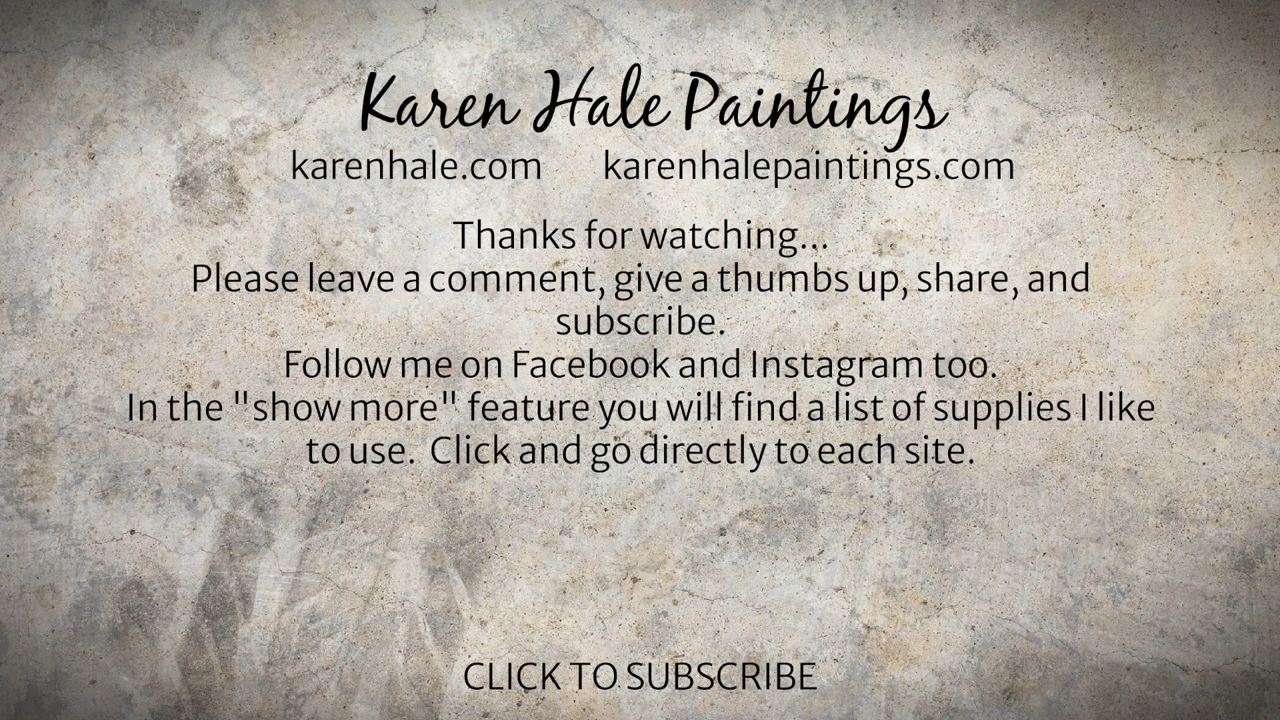 Karen Hale Paintings
karenhale.com karenhalepaintings.com
Thanks for watching...
Please leave a comment, give a thumbs up, share, and
subscribe.
Follow me on Facebook and Instagram too.
In the "show more" feature you will find a list of supplies I like
to use. Click and go directly to each site.
CLICK TO SUBSCRIBE